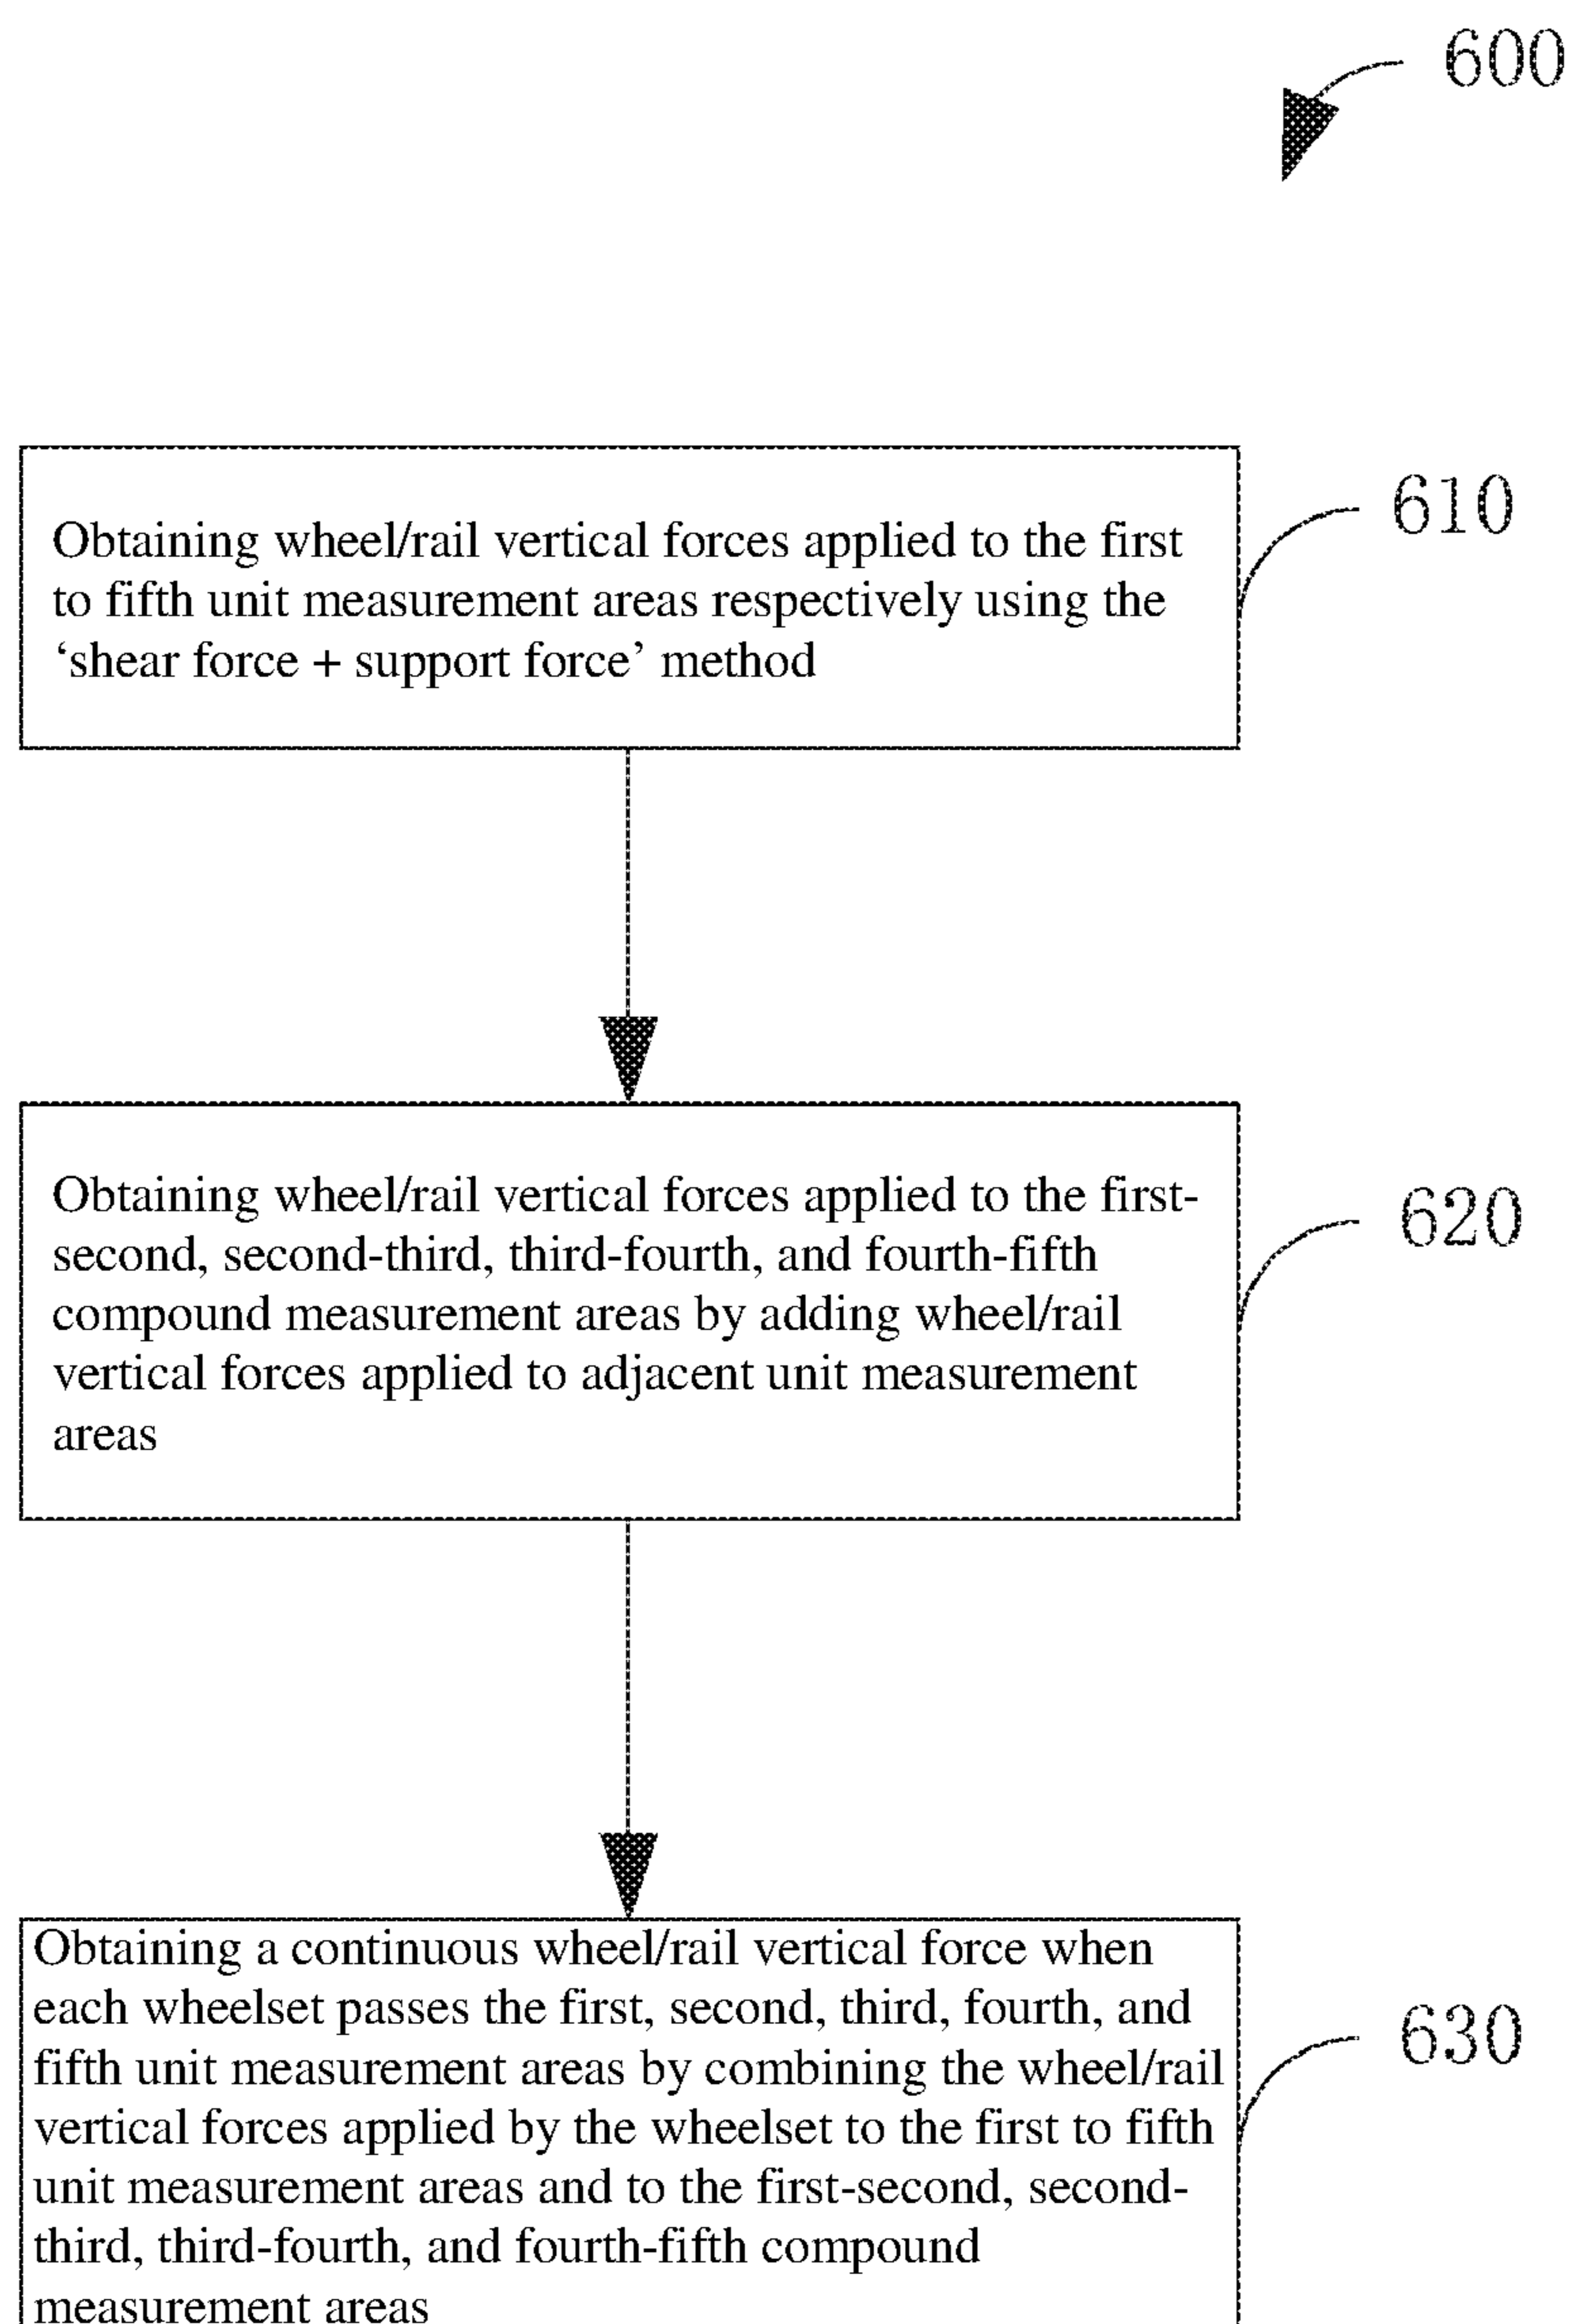 600
610
Obtaining wheel/rail vertical forces applied to the first
to fifth unit measurement areas respectively using the
‘shear force + support force’ method
620
Obtaining wheel/rail vertical forces applied to the first-
second, second-third, third-fourth, and fourth-fifth
compound measurement areas by adding wheel/rail
vertical forces applied to adjacent unit measurement
areas
630
Obtaining a continuous wheel/rail vertical force when
each wheelset passes the first, second, third, fourth, and
fifth unit measurement areas by combining the wheel/rail
vertical forces applied by the wheelset to the first to fifth
unit measurement areas and to the first-second, second-
third, third-fourth, and fourth-fifth compound
measurement areas